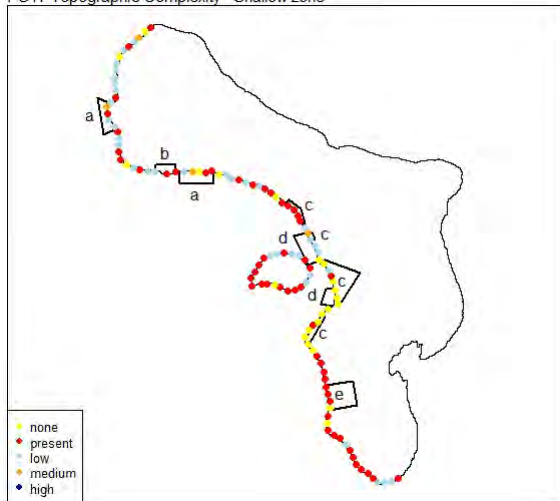 Topographic Complexity - Shallow zone
a
b
a
c
c
d
c
d
c
e
none
present
low
medium
high